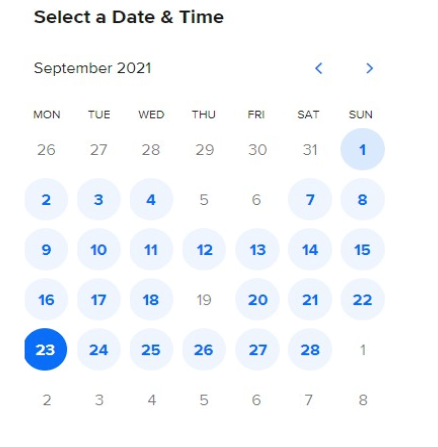 Select a Date & Time
September 2021
MON TUE WED THU FRI SAT SUN
26 27 28 29 30 31 1
2 3 4 5 6 7 8
9 10 11 12 13 14 15
16 17 18 19 20 21 22
23 24 25 26 27 28 1
2 3 4 5 6 7 8